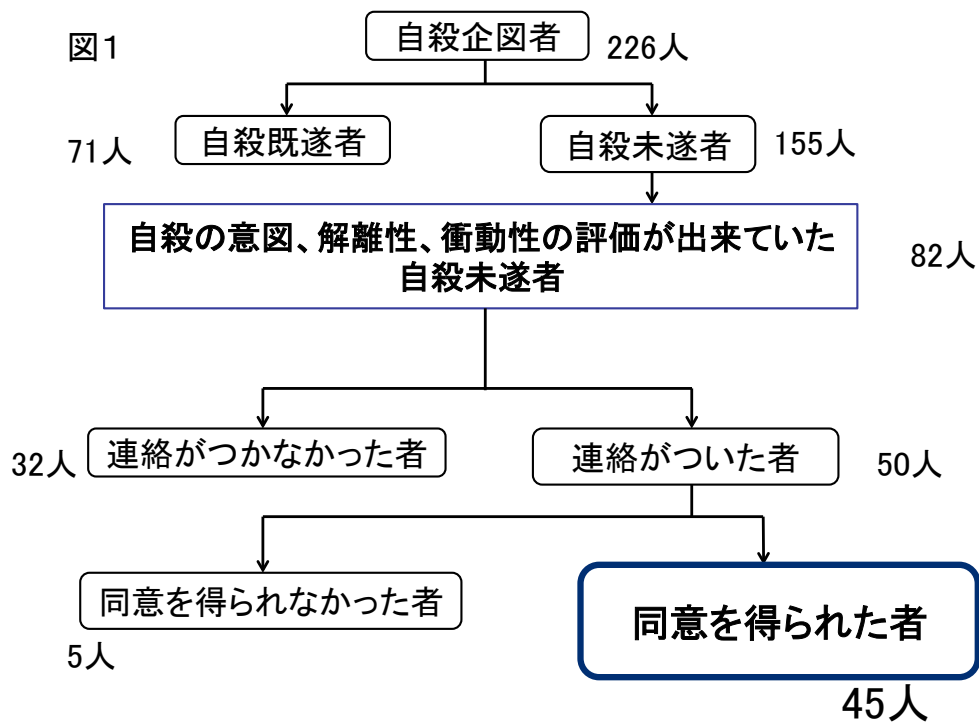 図1
自殺企図者
226人
71人
自殺既遂者
自殺未遂者
155人
自殺の意図、解離性、衝動性の評価が出来ていた
自殺未遂者
82人
32人
連絡がつかなかった者
連絡がついた者
50人
同意を得られなかった者
5人
同意を得られた者
45人